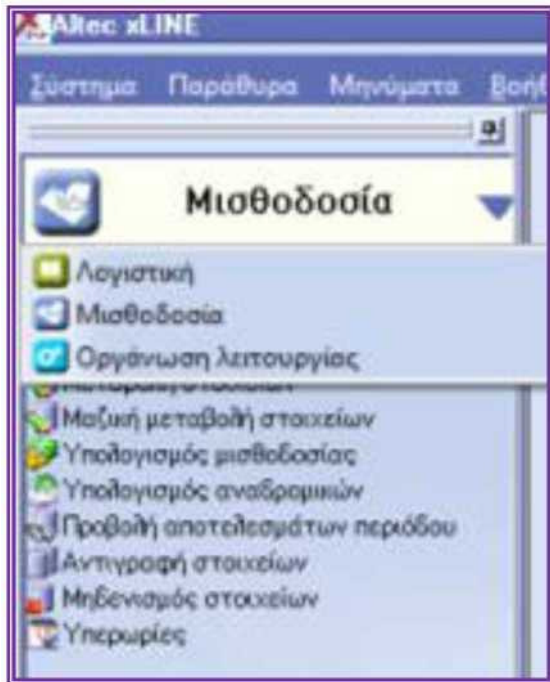 Altec xLINE
Σύστημα Παράθυρα Μηνύματα
Μισθοδοσία
Λογιστική
Μισθοδοσία
Οργάνωση λειτουργίας
Μαζική μεταβολή στοιχείων
Υπολογισμός μισθοδοσίας
Υπολογισμός αναδρομικών
Προβολή αποτελεσμάτων περιόδου
Αντιγραφή στοιχείων
Μηδενισμός στοιχείων
Υπερωρίες